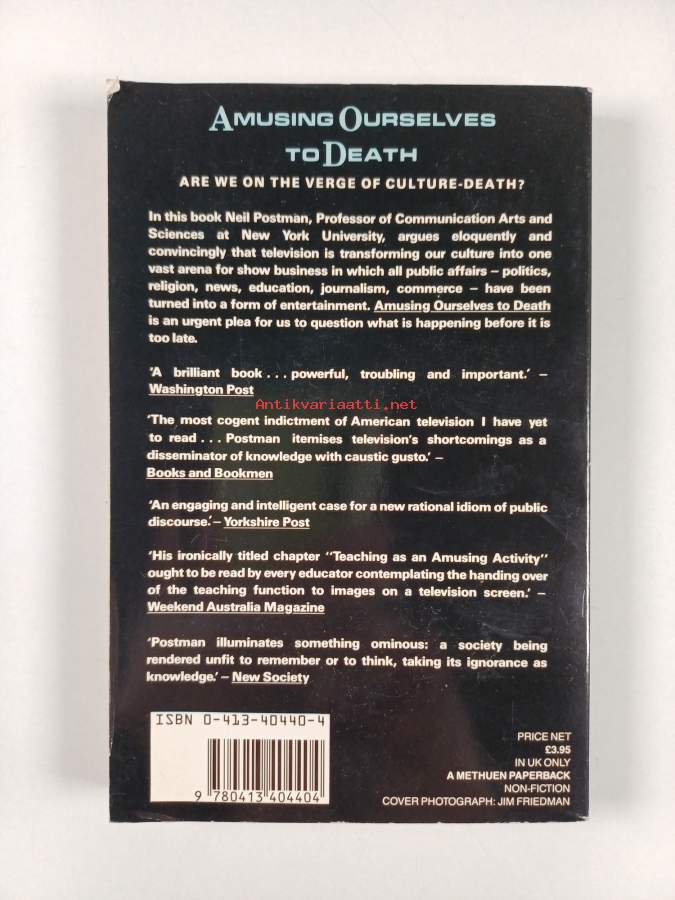 AMUSING OURSELVES
TO DEATH
ARE WE ON THE VERGE OF CULTURE-DEATH?
In this book Neil Postman, Professor of Communication Arts and
Sciences at New York University, argues eloquently and
convincingly that television is transforming our culture into one
vast arena for show business in which all public affairs – politics,
religion, news, education, journalism, commerce – have been
turned into a form of entertainment. Amusing Ourselves to Death
is an urgent plea for us to question what is happening before it is
too late.
'A brilliant book . . . powerful, troubling and important.' –
Washington Post
Antikvariaatti.net
'The most cogent indictment of American television I have yet
to read . . . Postman itemises television's shortcomings as a
disseminator of knowledge with caustic gusto.' –
Books and Bookmen
'An engaging and intelligent case for a new rational idiom of public
discourse.' – Yorkshire Post
'His ironically titled chapter "Teaching as an Amusing Activity"
ought to be read by every educator contemplating the handing over
of the teaching function to images on a television screen.' –
Weekend Australia Magazine
'Postman illuminates something ominous: a society being
rendered unfit to remember or to think, taking its ignorance as
knowledge.' – New Society
ISBN 0-413-40440-4
9 780413 404404
PRICE NET
£3.95
IN UK ONLY
A METHUEN PAPERBACK
NON-FICTION
COVER PHOTOGRAPH: JIM FRIEDMAN